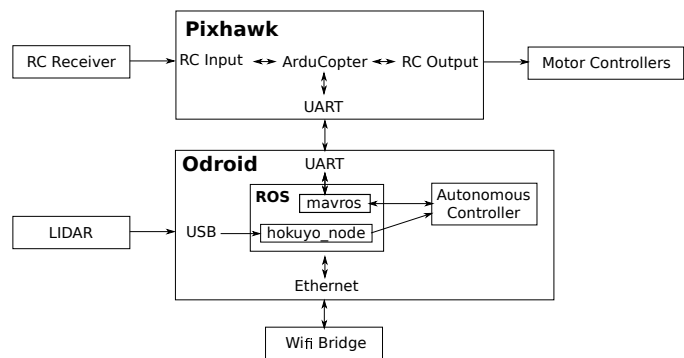 Pixhawk
RC Receiver
RC Input
ArduCopter
RC Output
Motor Controllers
UART
Odroid
UART
ROS
mavros
Autonomous
Controller
LIDAR
USB
hokuyo_node
Ethernet
Wifi Bridge